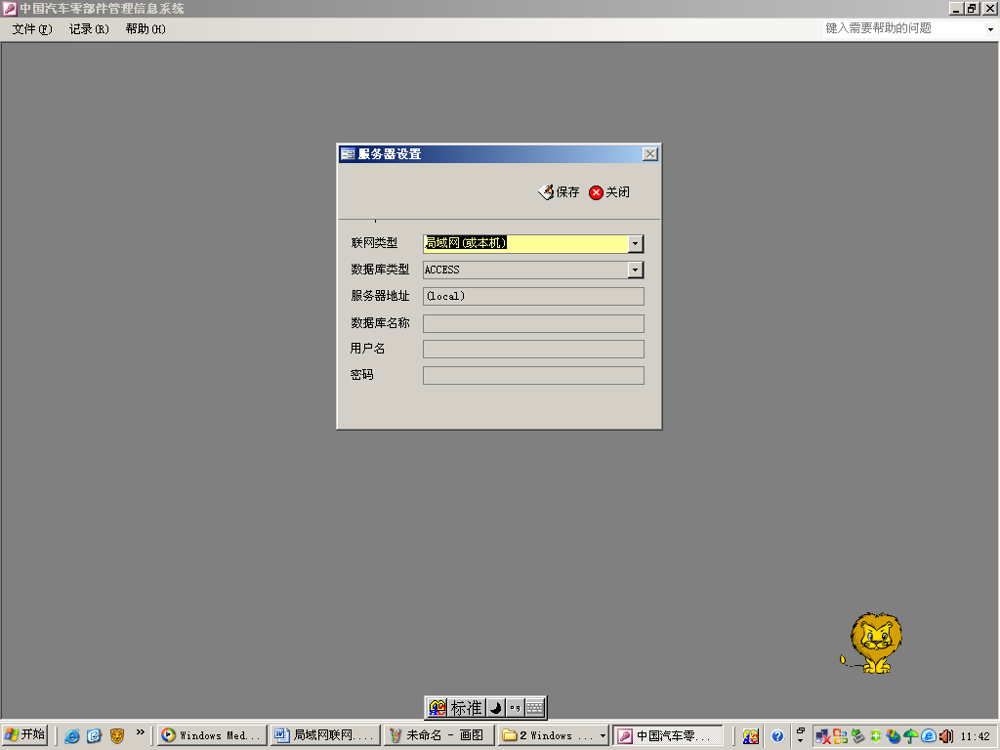 中国汽车零部件管理信息系统
文件(F) 记录(R) 帮助(H) 键入需要帮助的问题
服务器设置
保存 关闭
联网类型 局域网(或本机)
数据库类型 ACCESS
服务器地址 (local)
数据库名称
用户名
密码
标准
开始 Windows Med... 局域网联网.... 未命名 - 画图 2 Windows ... 中国汽车零... 11:42